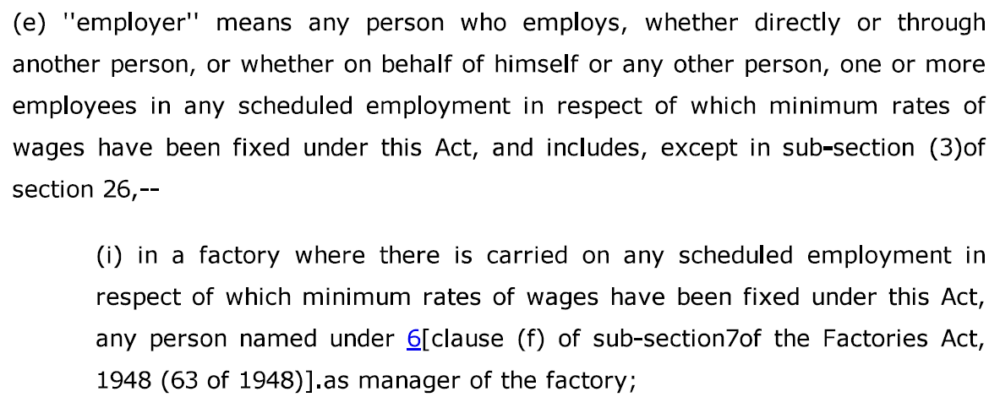 (e) "employer" means any person who employs, whether directly or through
another person, or whether on behalf of himself or any other person, one or more
employees in any scheduled employment in respect of which minimum rates of
wages have been fixed under this Act, and includes, except in sub-section (3)of
section 26,--
(i) in a factory where there is carried on any scheduled employment in
respect of which minimum rates of wages have been fixed under this Act,
any person named under 6[clause (f) of sub-section7of the Factories Act,
1948 (63 of 1948)].as manager of the factory;